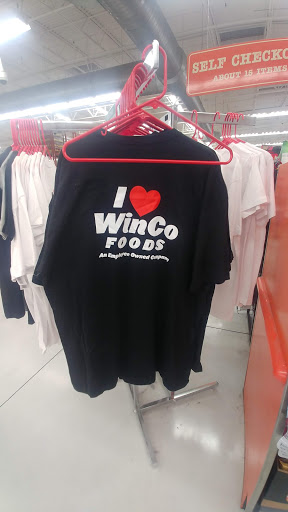 SELF CHECKO
ABOUT 15 ITEMS
I ❤
WinCo
FOODS
An Employee Owned Company